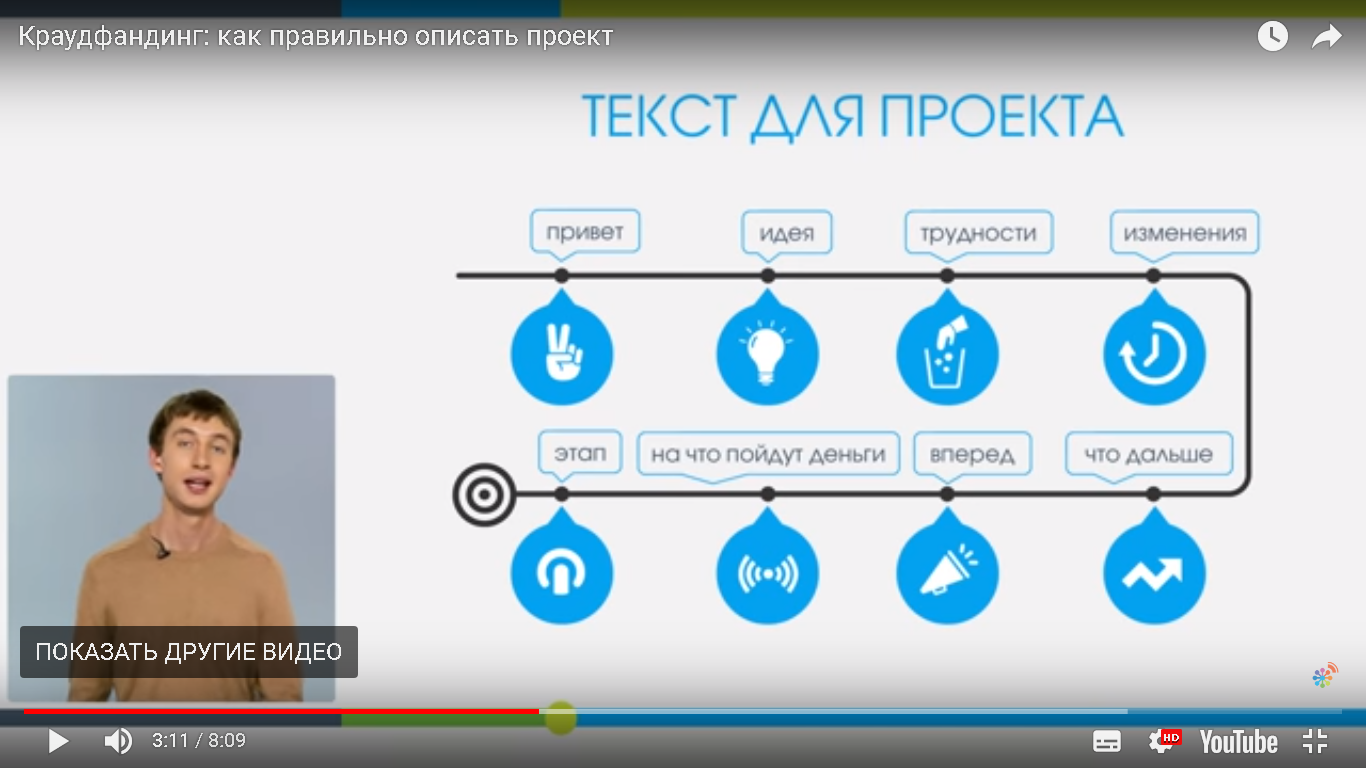 Краудфандинг: как правильно описать проект
ТЕКСТ ДЛЯ ПРОЕКТА
привет
идея
трудности
изменения
этап
на что пойдут деньги
вперед
что дальше
ПОКАЗАТЬ ДРУГИЕ ВИДЕО
3:11 / 8:09
HD
YouTube